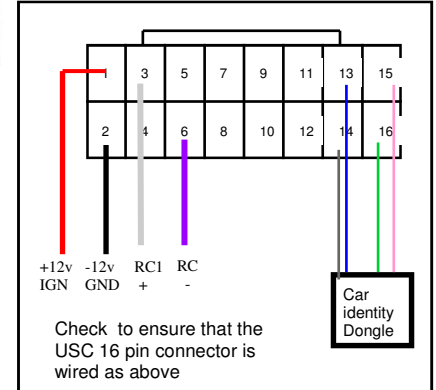 1 3 5 7 9 11 13 15
2 4 6 8 10 12 14 16
+12v -12v RC1 RC
IGN GND + -
Car
identity
Dongle
Check to ensure that the
USC 16 pin connector is
wired as above